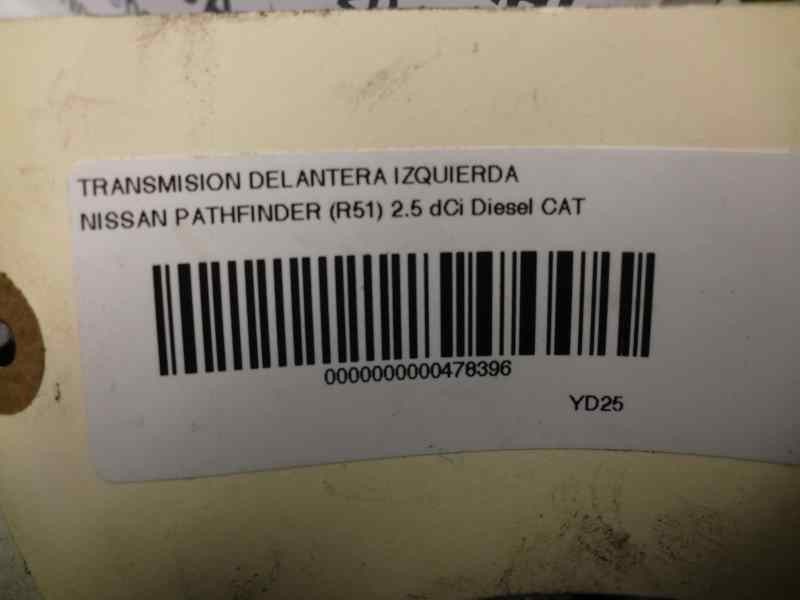 TRANSMISION DELANTERA IZQUIERDA
NISSAN PATHFINDER (R51) 2.5 dCi Diesel CAT
0000000000478396
YD25